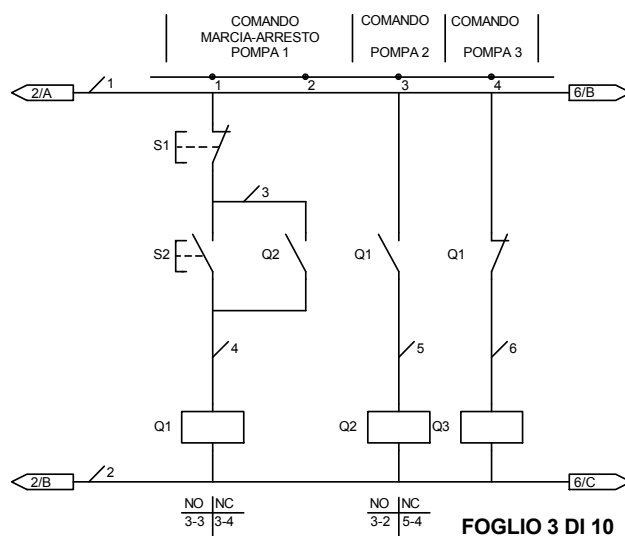 COMANDO
MARCIA-ARRESTO
POMPA 1
COMANDO
POMPA 2
COMANDO
POMPA 3
2/A
1
1
2
3
4
6/B
S1
3
S2
Q2
Q1
Q1
4
5
6
Q1
Q2
Q3
2/B
2
6/C
NO NC
3-3 3-4
NO NC
3-2 5-4
FOGLIO 3 DI 10